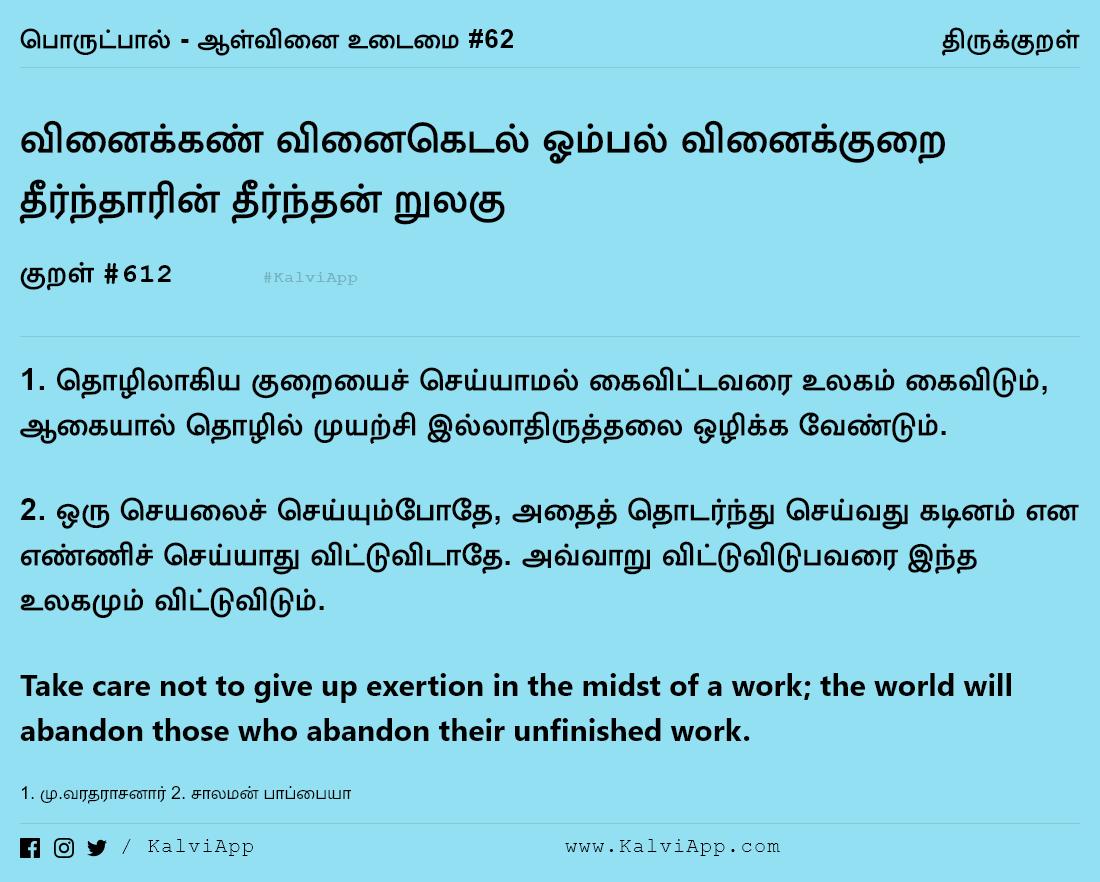 பொருட்பால் - ஆள்வினை உடைமை #62 திருக்குறள்
வினைக்கண் வினைகெடல் ஓம்பல் வினைக்குறை
தீர்ந்தாரின் தீர்ந்தன் றுலகு
குறள் #612 #KalviApp
1. தொழிலாகிய குறையைச் செய்யாமல் கைவிட்டவரை உலகம் கைவிடும்,
ஆகையால் தொழில் முயற்சி இல்லாதிருத்தலை ஒழிக்க வேண்டும்.
2. ஒரு செயலைச் செய்யும்போதே, அதைத் தொடர்ந்து செய்வது கடினம் என
எண்ணிச் செய்யாது விட்டுவிடாதே. அவ்வாறு விட்டுவிடுபவரை இந்த
உலகமும் விட்டுவிடும்.
Take care not to give up exertion in the midst of a work; the world will
abandon those who abandon their unfinished work.
1. மு.வரதராசனார் 2. சாலமன் பாப்பையா
/ KalviApp www.KalviApp.com